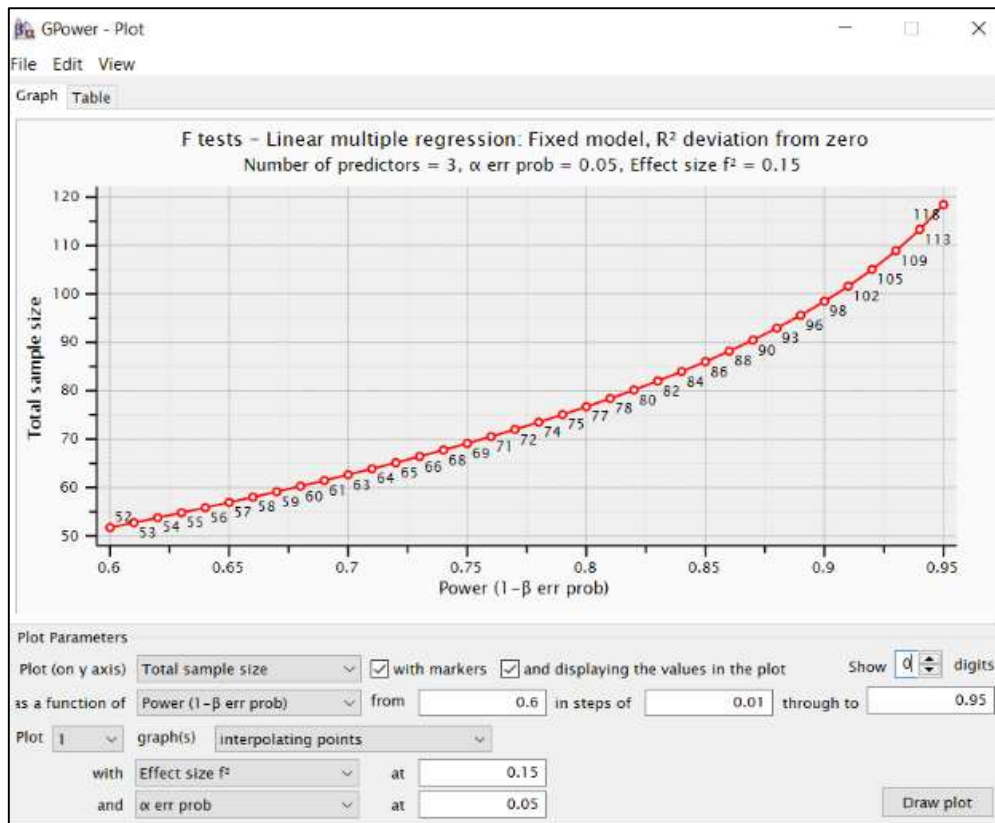 GPower - Plot
File Edit View
Graph Table
F tests - Linear multiple regression: Fixed model, R² deviation from zero
Number of predictors = 3, α err prob = 0.05, Effect size f² = 0.15
Total sample size
120
110
100
90
80
70
60
50
52 53 54 55 56 57 58 59 60 61 63 64 65 66 68 69 71 72 74 75 77 78 80 82 84 86 88 90 93 96 98 102 105 109 113 118
0.6 0.65 0.7 0.75 0.8 0.85 0.9 0.95
Power (1-β err prob)
Plot Parameters
Plot (on y axis) Total sample size with markers and displaying the values in the plot Show 0 digits
as a function of Power (1-β err prob) from 0.6 in steps of 0.01 through to 0.95
Plot 1 graph(s) interpolating points
with Effect size f² at 0.15
and α err prob at 0.05
Draw plot